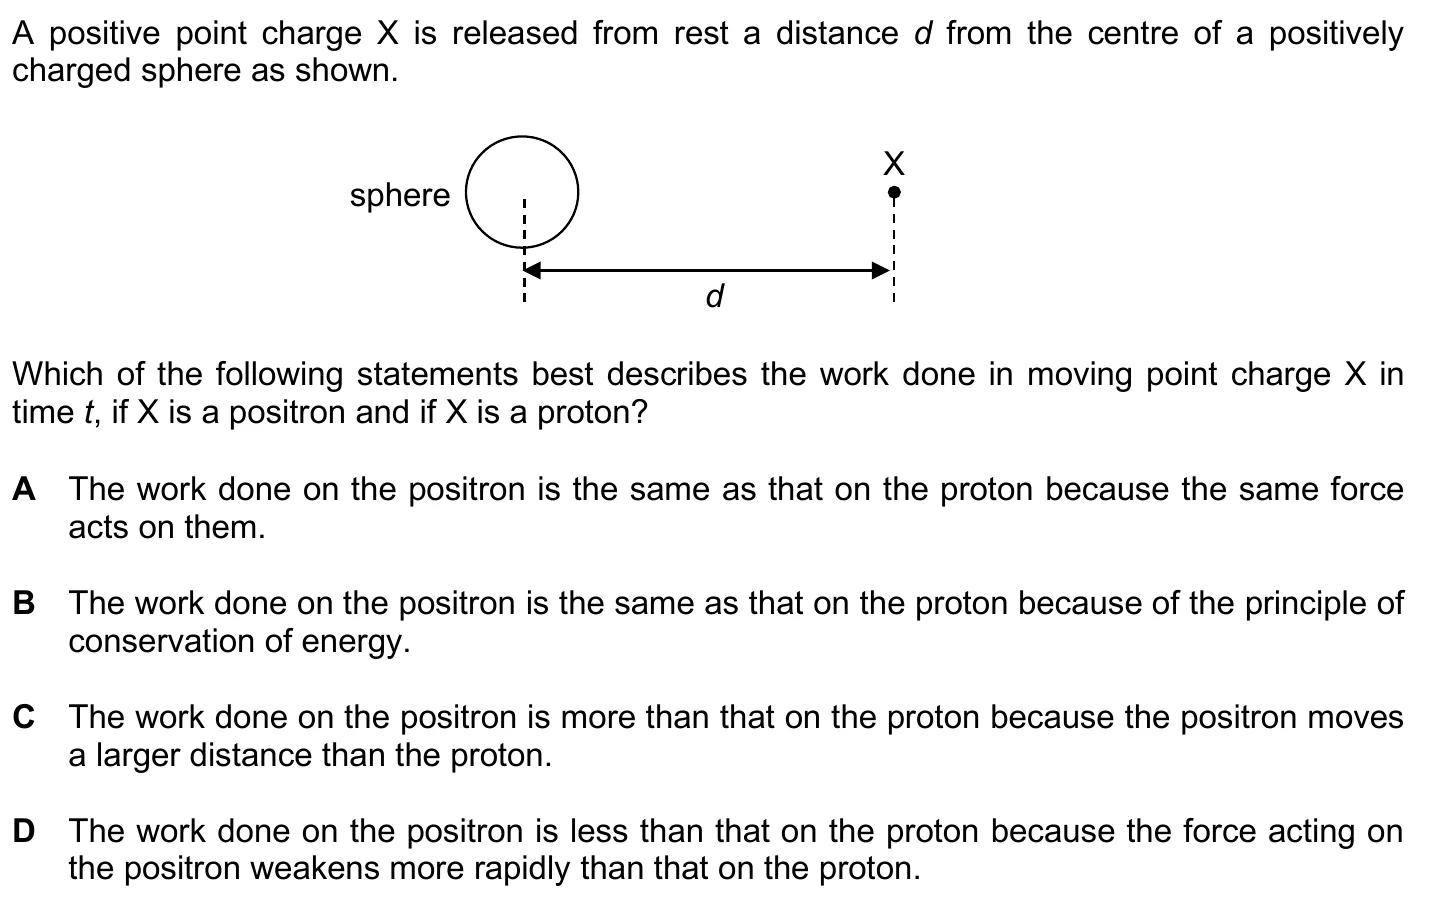 A positive point charge X is released from rest a distance d from the centre of a positively
charged sphere as shown.
X
sphere
d
Which of the following statements best describes the work done in moving point charge X in
time t, if X is a positron and if X is a proton?
A The work done on the positron is the same as that on the proton because the same force
acts on them.
B The work done on the positron is the same as that on the proton because of the principle of
conservation of energy.
C The work done on the positron is more than that on the proton because the positron moves
a larger distance than the proton.
D The work done on the positron is less than that on the proton because the force acting on
the positron weakens more rapidly than that on the proton.